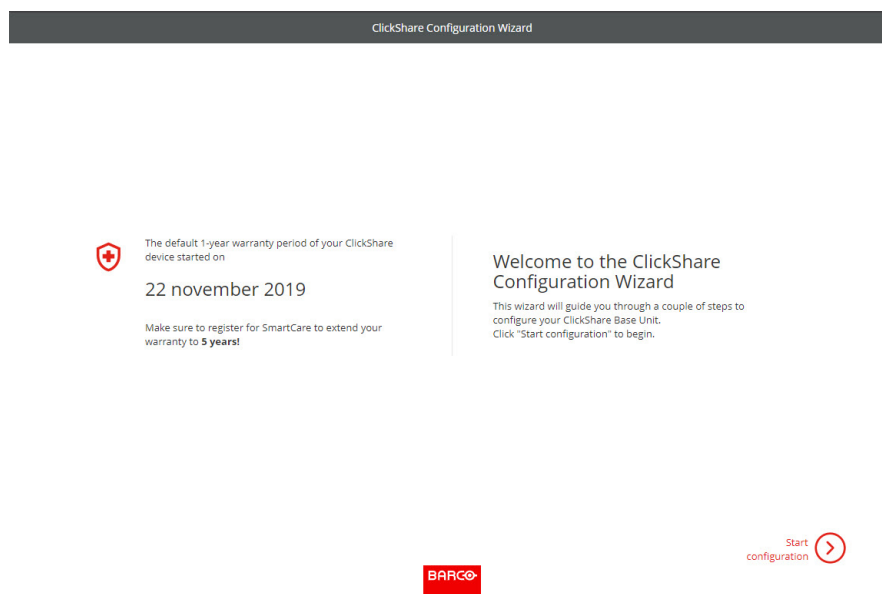 ClickShare Configuration Wizard
The default 1-year warranty period of your ClickShare
device started on
22 november 2019
Make sure to register for SmartCare to extend your
warranty to 5 years!
Welcome to the ClickShare
Configuration Wizard
This wizard will guide you through a couple of steps to
configure your ClickShare Base Unit.
Click "Start configuration" to begin.
Start
configuration
BARCO